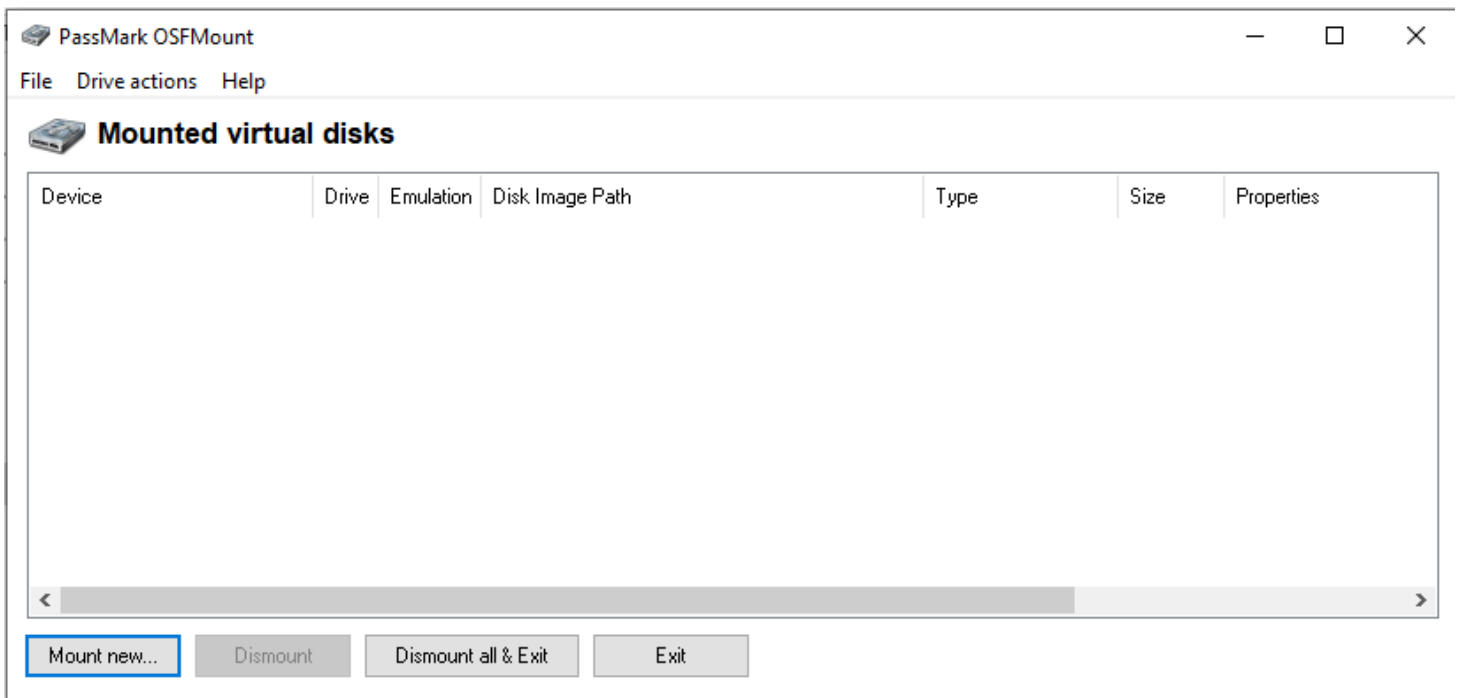 PassMark OSFMount
File Drive actions Help
Mounted virtual disks
Device Drive Emulation Disk Image Path Type Size Properties
Mount new... Dismount Dismount all & Exit Exit